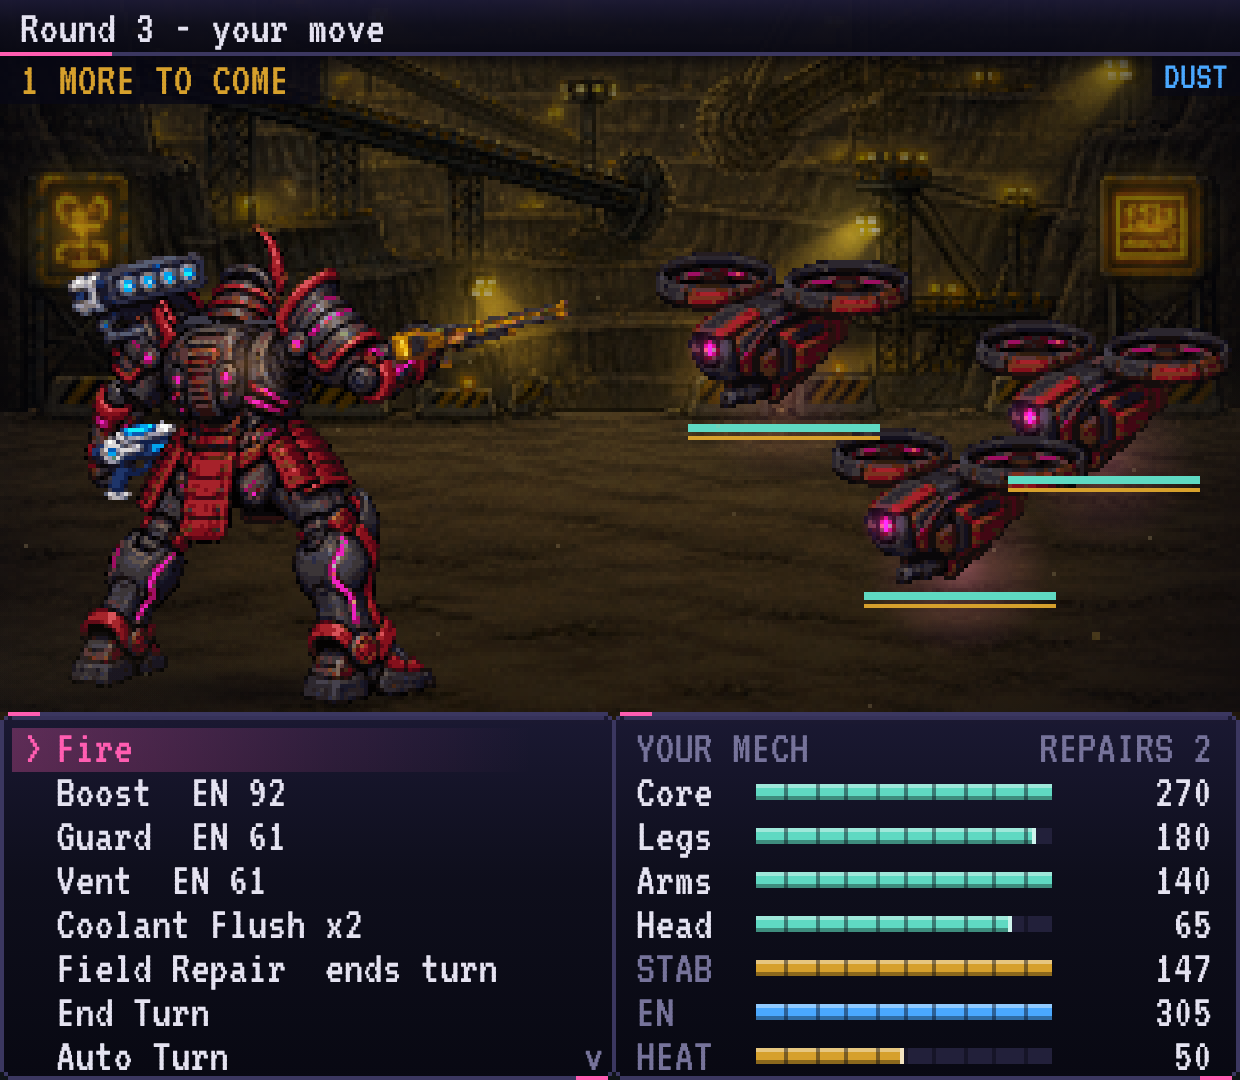 Round 3 - your move
1 MORE TO COME
DUST
> Fire
Boost EN 92
Guard EN 61
Vent EN 61
Coolant Flush x2
Field Repair ends turn
End Turn
Auto Turn v
YOUR MECH REPAIRS 2
Core 270
Legs 180
Arms 140
Head 65
STAB 147
EN 305
HEAT 50